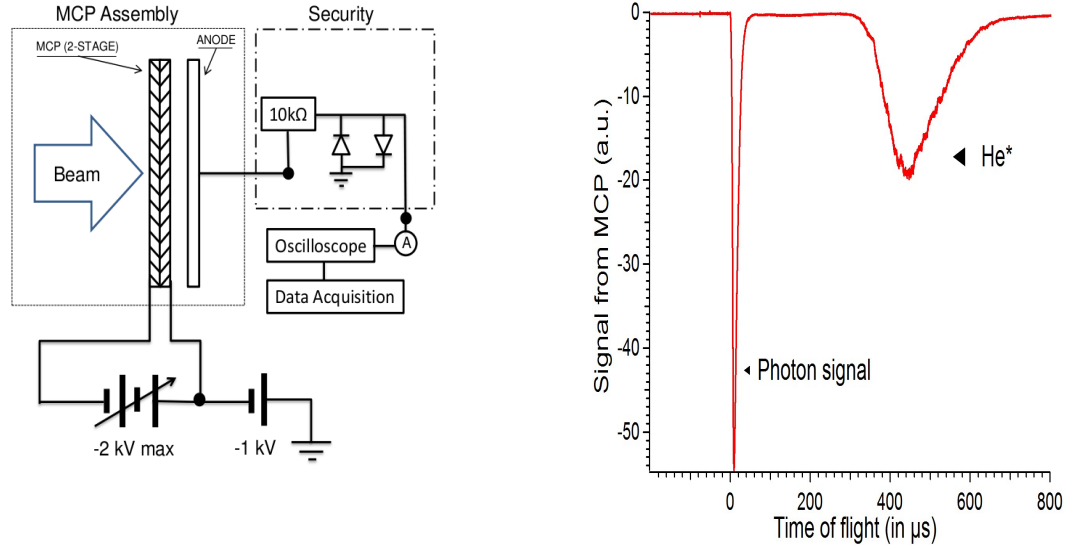 MCP Assembly
Security
MCP (2-STAGE)
ANODE
10kΩ
Beam
A
Oscilloscope
Data Acquisition
-2 kV max
-1 kV
0
-10
-20
-30
-40
-50
Signal from MCP (a.u.)
He*
Photon signal
0 200 400 600 800
Time of flight (in µs)